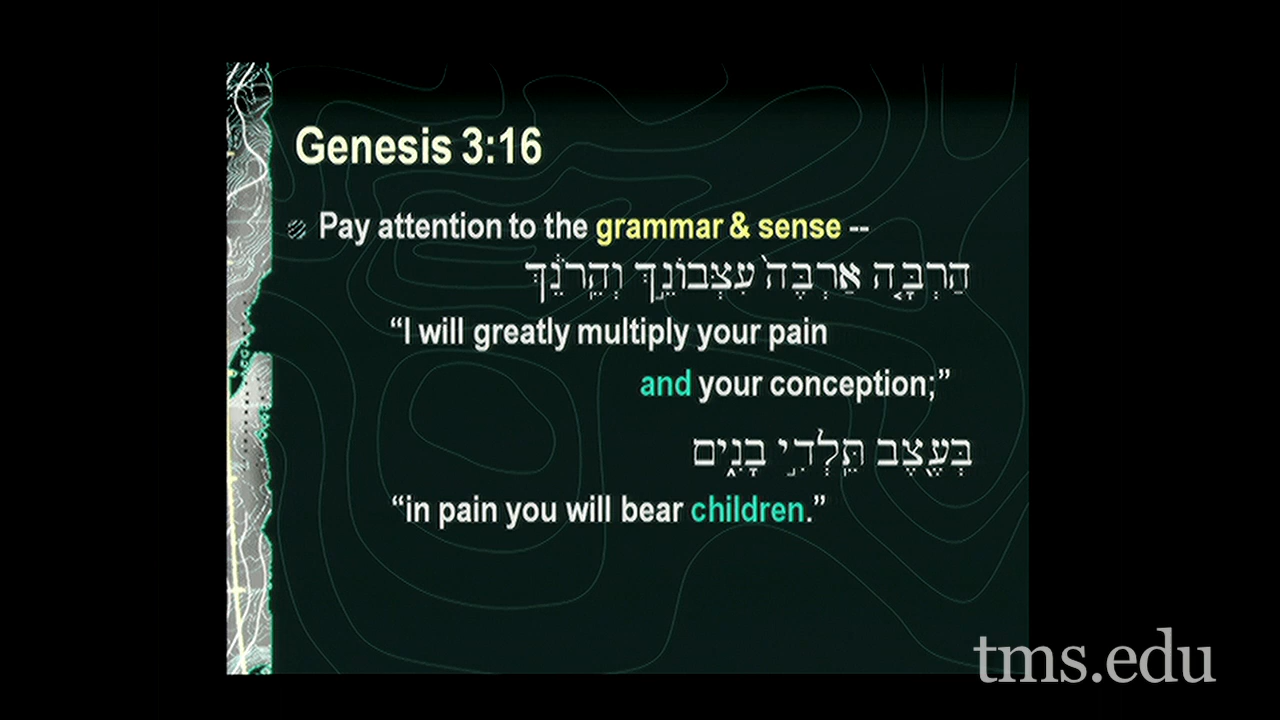 Genesis 3:16
Pay attention to the grammar & sense --
הַרְבָּ֤ה אַרְבֶּה֙ עִצְּבוֹנֵ֣ךְ וְהֵֽרֹנֵ֔ךְ
“I will greatly multiply your pain
and your conception;”
בְּעֶ֖צֶב תֵּֽלְדִ֣י בָנִ֑ים
“in pain you will bear children.”
tms.edu